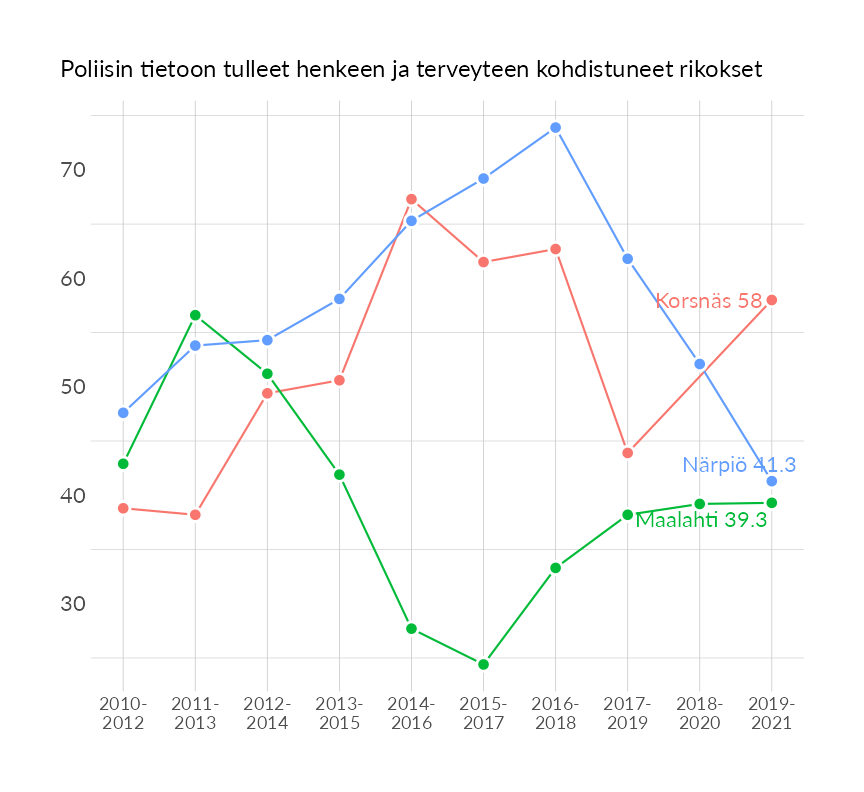 Poliisin tietoon tulleet henkeen ja terveyteen kohdistuneet rikokset
70
60
50
40
30
Korsnäs 58
Närpiö 41.3
Maalahti 39.3
2010- 2011- 2012- 2013- 2014- 2015- 2016- 2017- 2018- 2019-
2012 2013 2014 2015 2016 2017 2018 2019 2020 2021